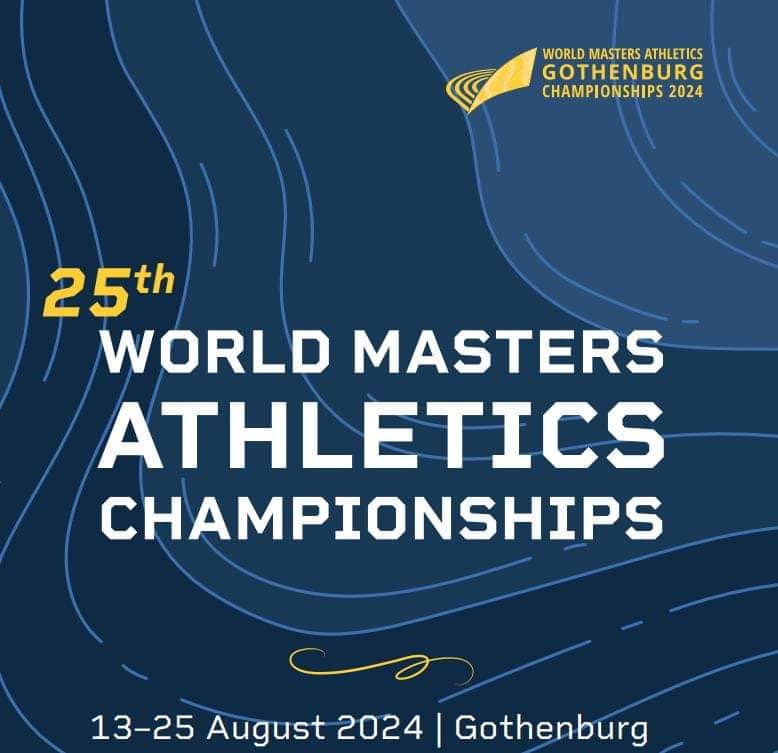 WORLD MASTERS ATHLETICS
GOTHENBURG
CHAMPIONSHIPS 2024
25th
WORLD MASTERS
ATHLETICS
CHAMPIONSHIPS
13–25 August 2024 | Gothenburg